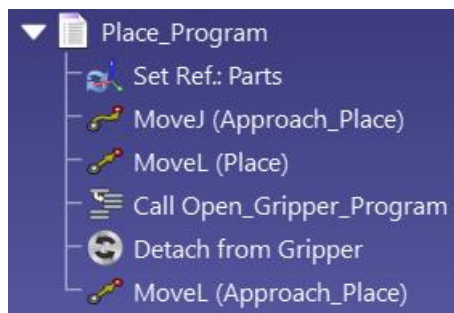 Place_Program
Set Ref.: Parts
MoveJ (Approach_Place)
MoveL (Place)
Call Open_Gripper_Program
Detach from Gripper
MoveL (Approach_Place)